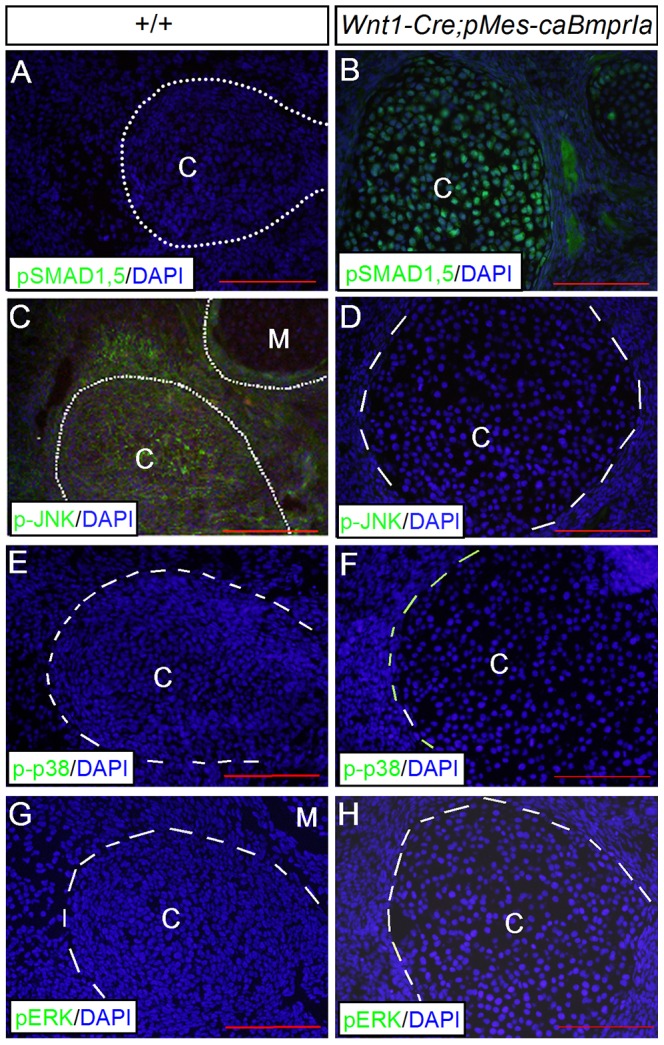 +/+
Wnt1-Cre;pMes-caBmprIa
A
C
pSMAD1,5/DAPI
B
C
pSMAD1,5/DAPI
C
M
C
p-JNK/DAPI
D
C
p-JNK/DAPI
E
C
p-p38/DAPI
F
C
p-p38/DAPI
G
M
C
pERK/DAPI
H
C
pERK/DAPI